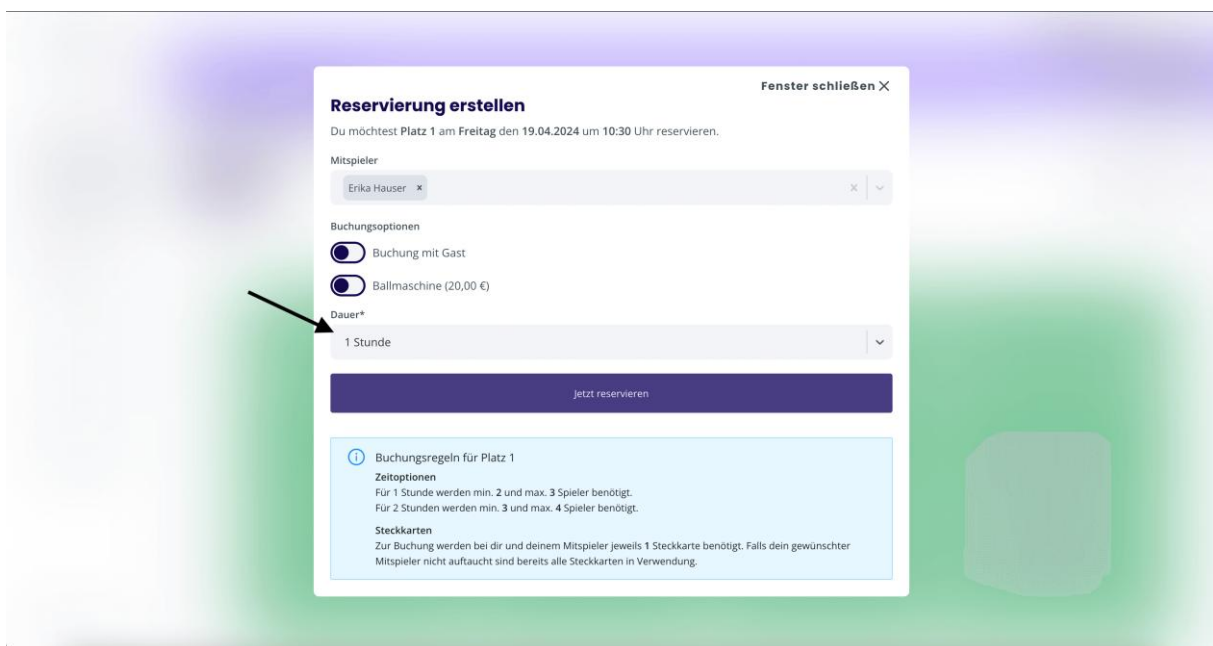 Fenster schließen ✕
Reservierung erstellen
Du möchtest Platz 1 am Freitag den 19.04.2024 um 10:30 Uhr reservieren.
Mitspieler
Erika Hauser ×
Buchungsoptionen
Buchung mit Gast
Ballmaschine (20,00 €)
Dauer*
1 Stunde
Jetzt reservieren
Buchungsregeln für Platz 1
Zeitoptionen
Für 1 Stunde werden min. 2 und max. 3 Spieler benötigt.
Für 2 Stunden werden min. 3 und max. 4 Spieler benötigt.
Steckkarten
Zur Buchung werden bei dir und deinem Mitspieler jeweils 1 Steckkarte benötigt. Falls dein gewünschter
Mitspieler nicht auftaucht sind bereits alle Steckkarten in Verwendung.